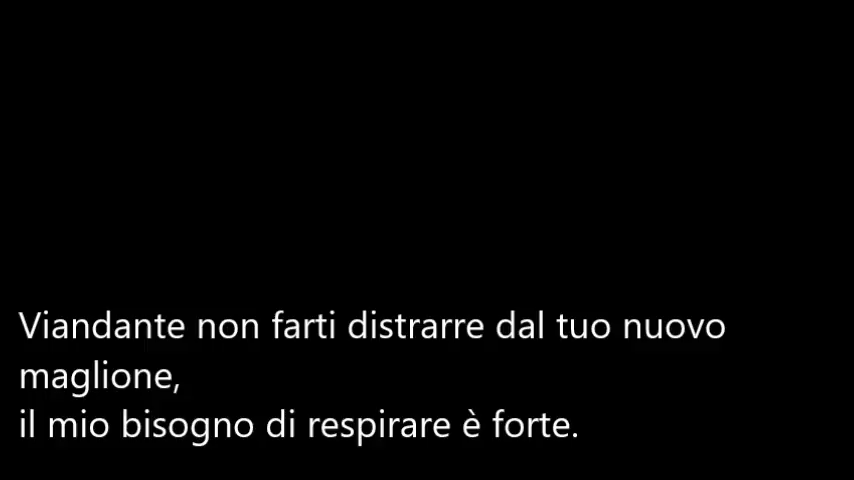 Viandante non farti distrarre dal tuo nuovo
maglione,
il mio bisogno di respirare è forte.